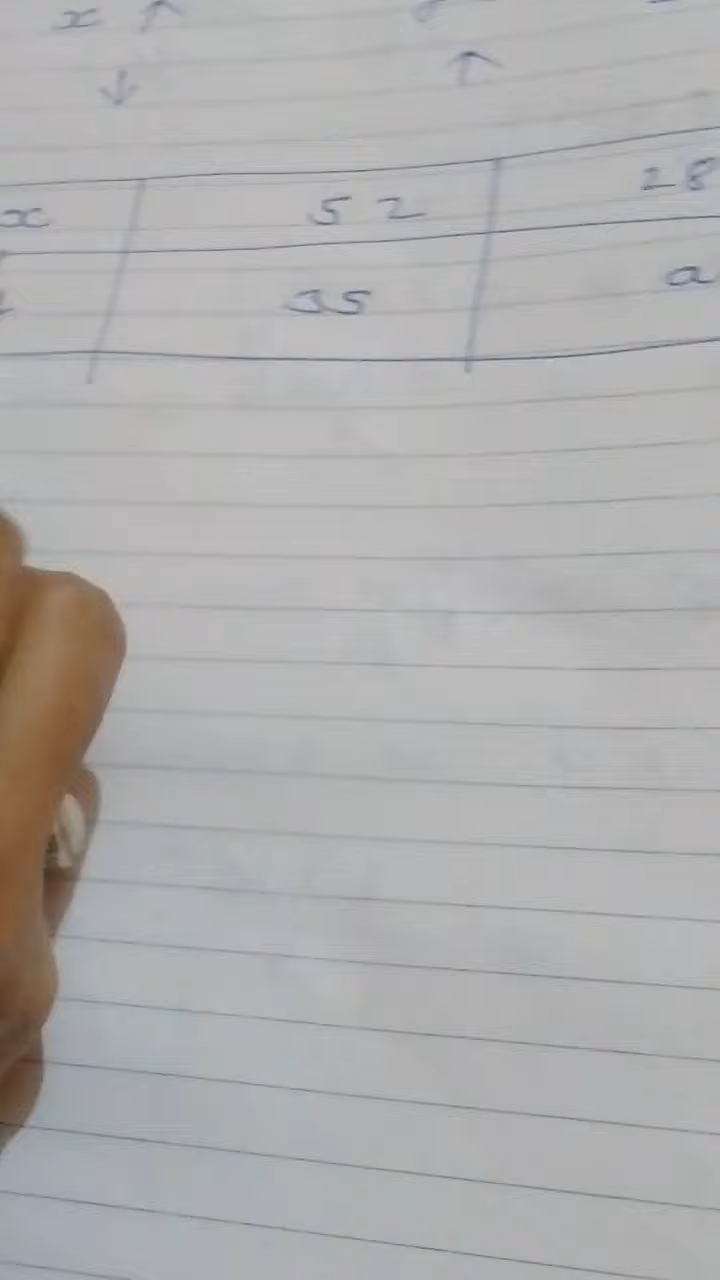 x ↑
↓ ↑
x 52 28
35 a